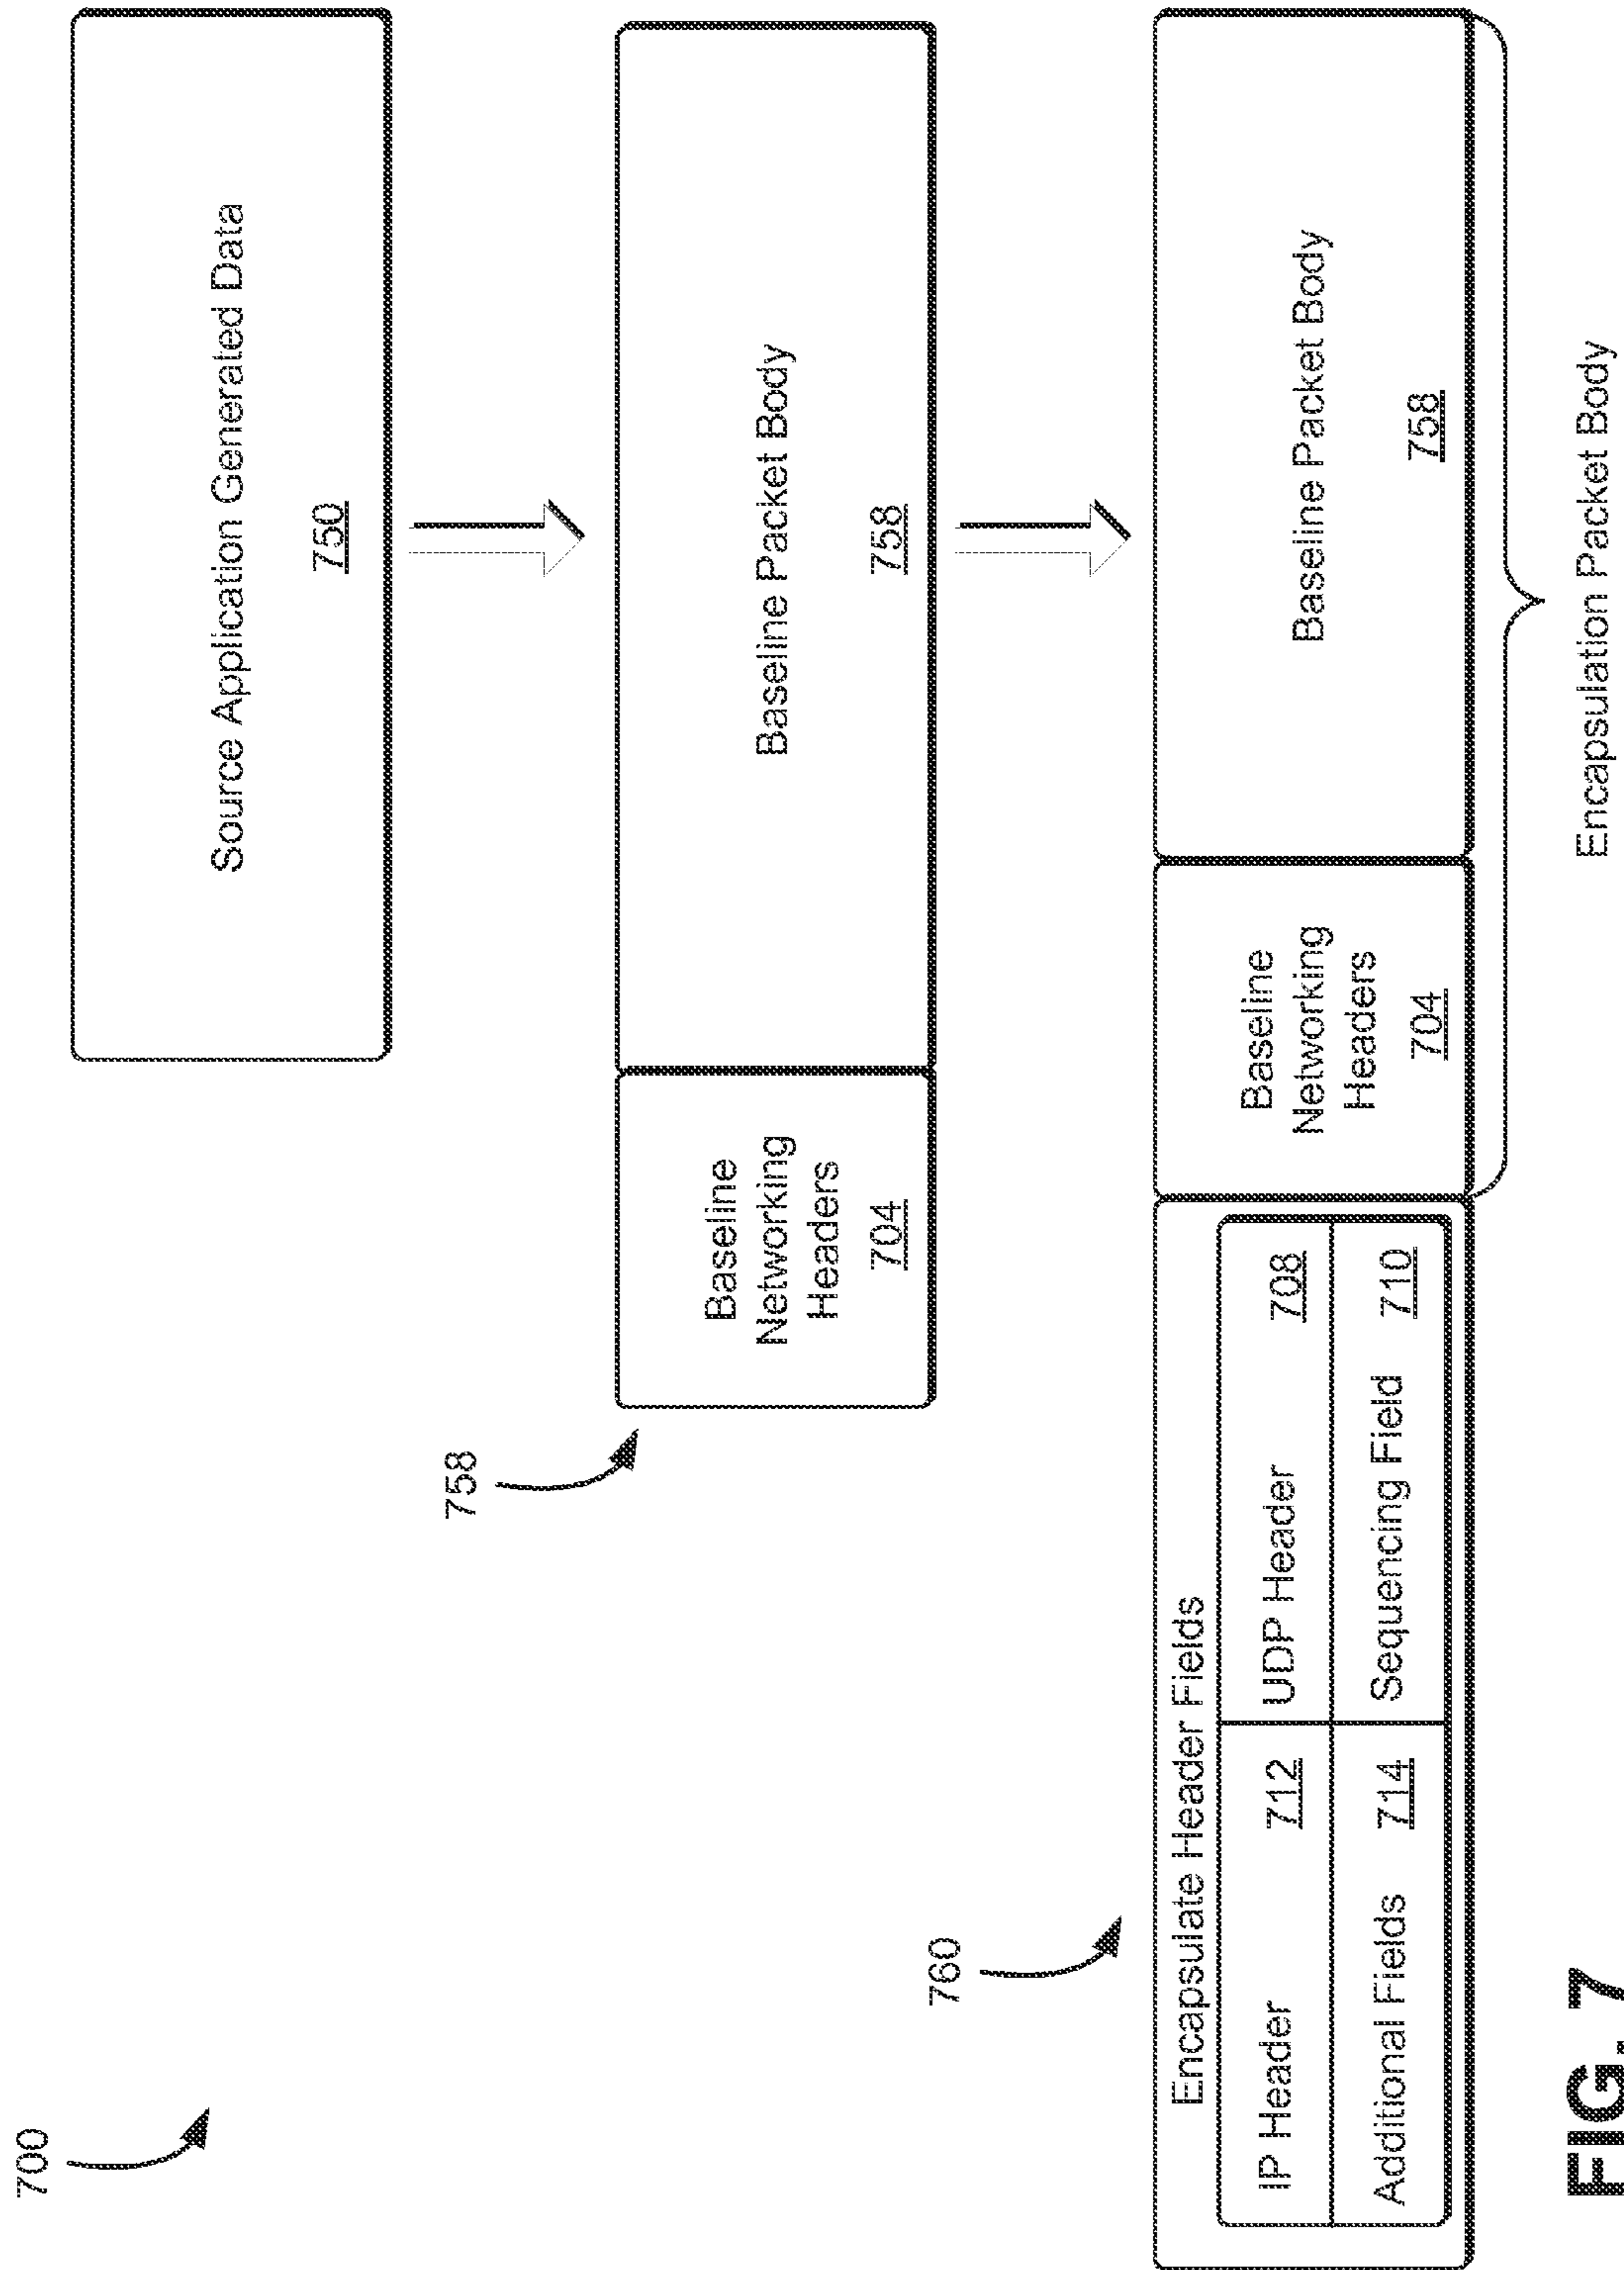 700
Source Application Generated Data
750
758
Baseline
Networking
Headers
704
Baseline Packet Body
758
760
Encapsulate Header Fields
IP Header 712
UDP Header 708
Additional Fields 714
Sequencing Field 710
Baseline
Networking
Headers
704
Baseline Packet Body
758
Encapsulation Packet Body
FIG. 7